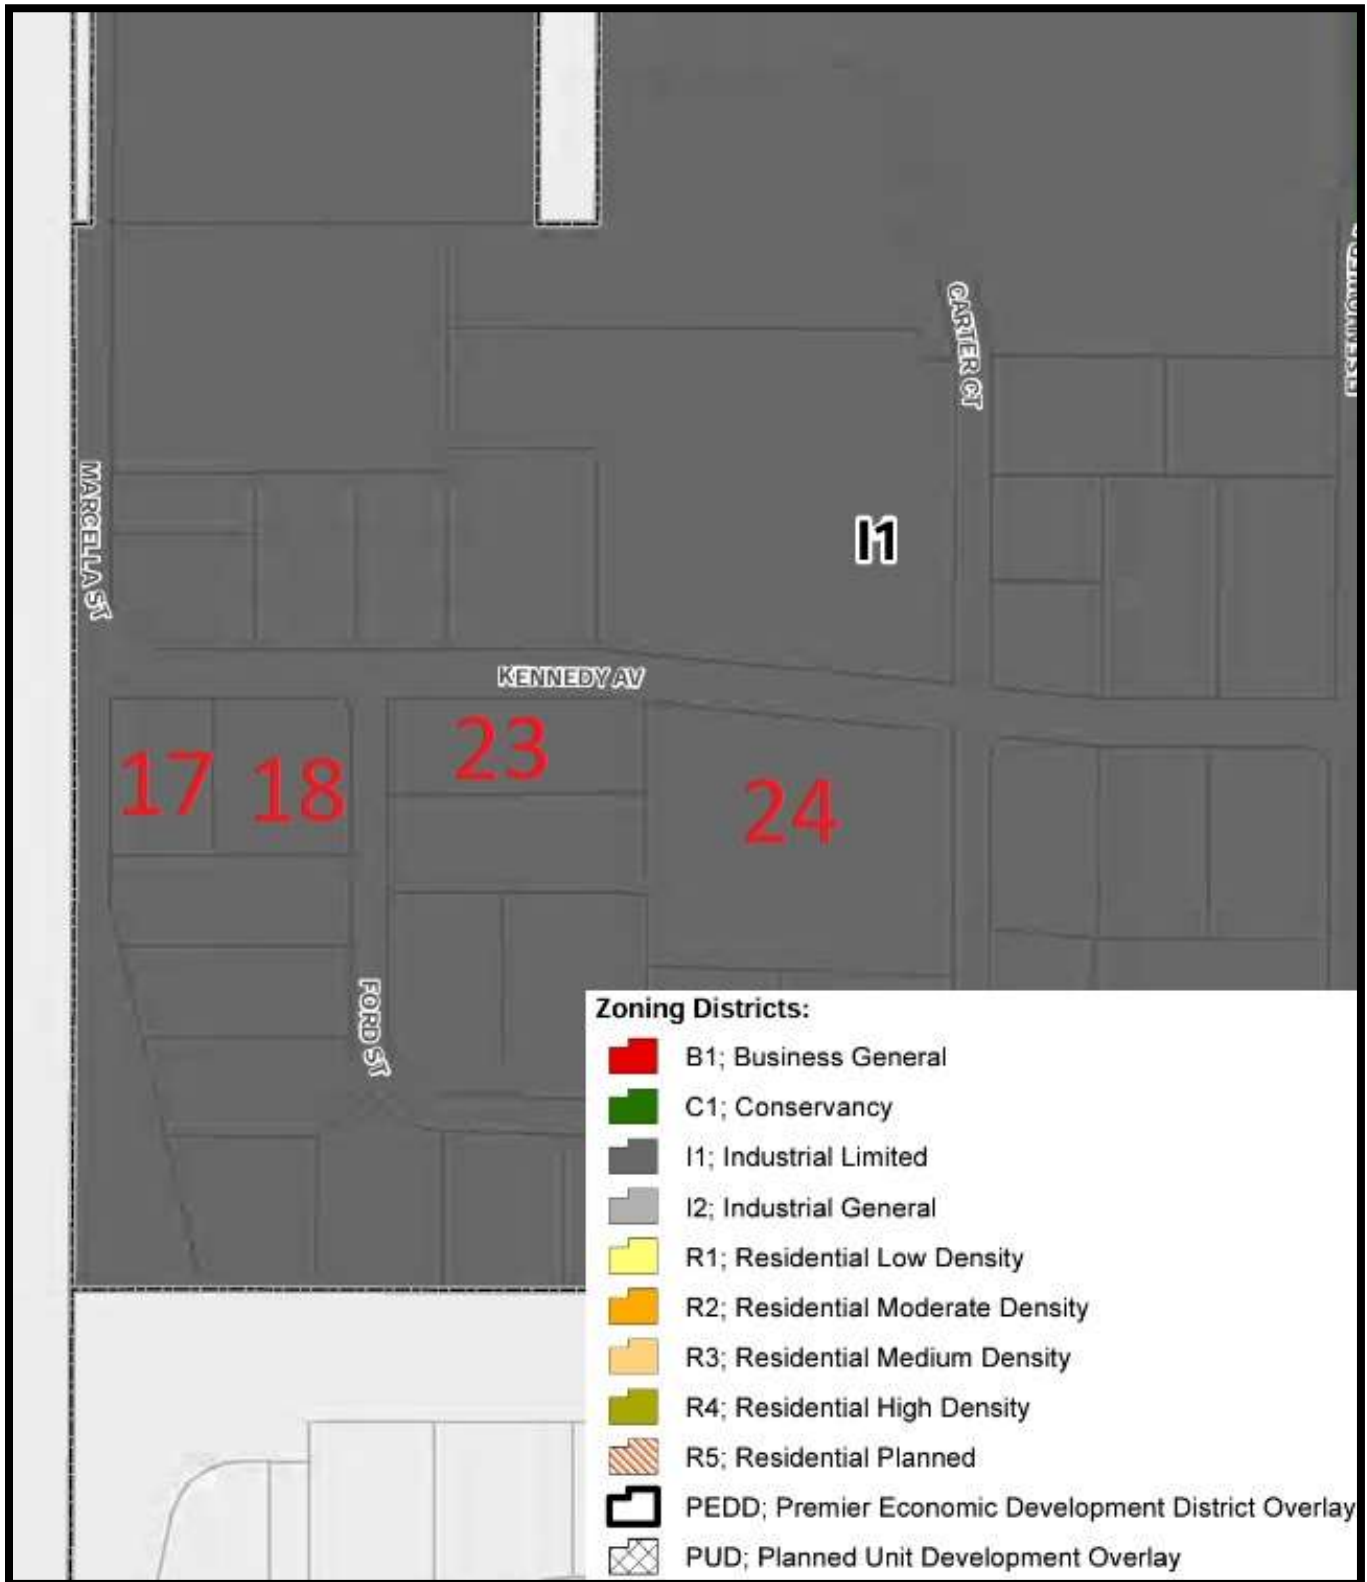 CARTER CT
I1
MARCELLA ST
KENNEDY AV
17
18
23
24
FORD ST
Zoning Districts:
B1; Business General
C1; Conservancy
I1; Industrial Limited
I2; Industrial General
R1; Residential Low Density
R2; Residential Moderate Density
R3; Residential Medium Density
R4; Residential High Density
R5; Residential Planned
PEDD; Premier Economic Development District Overlay
PUD; Planned Unit Development Overlay